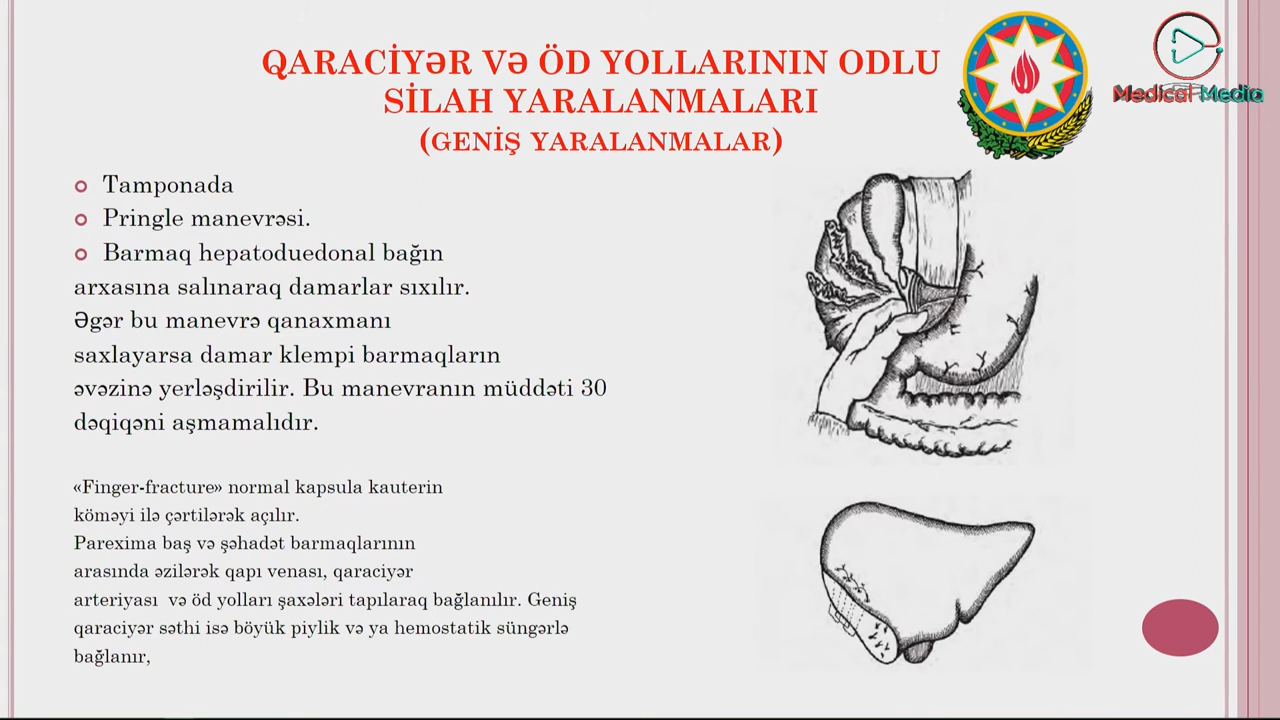 QARACİYƏR VƏ ÖD YOLLARININ ODLU
SİLAH YARALANMALARI
(GENİŞ YARALANMALAR)
Medical Media
Tamponada
Pringle manevrəsi.
Barmaq hepatoduedonal bağın
arxasına salınaraq damarlar sıxılır.
Əgər bu manevrə qanaxmanı
saxlayarsa damar klempi barmaqların
əvəzinə yerləşdirilir. Bu manevranın müddəti 30
dəqiqəni aşmamalıdır.
«Finger-fracture» normal kapsula kauterin
köməyi ilə çərtilərək açılır.
Parexima baş və şəhadət barmaqlarının
arasında əzilərək qapı venası, qaraciyər
arteriyası və öd yolları şaxələri tapılaraq bağlanılır. Geniş
qaraciyər səthi isə böyük piylik və ya hemostatik süngərlə
bağlanır,